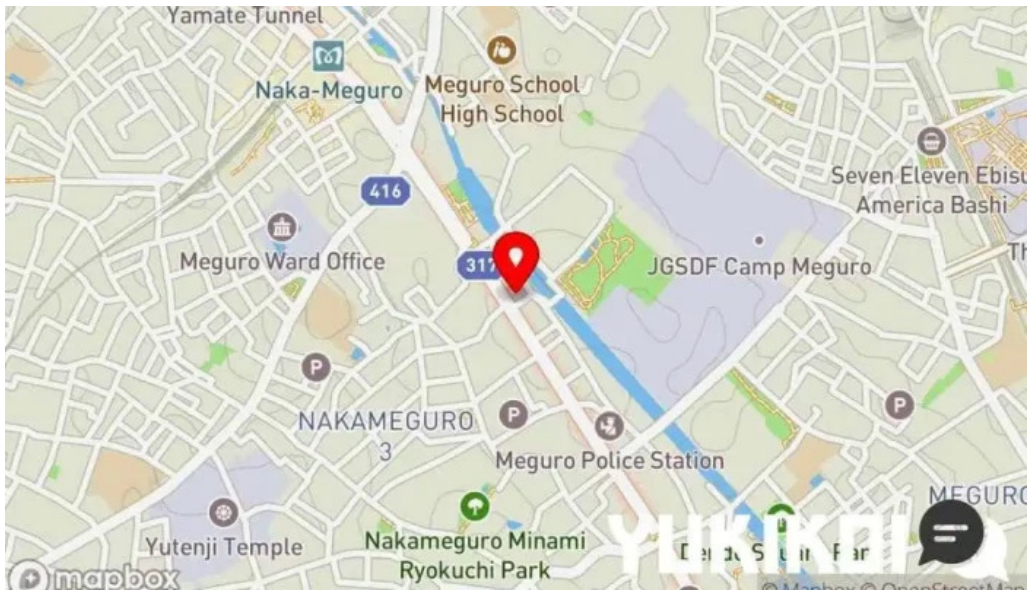 Yamate Tunnel
Naka-Meguro
Meguro School
High School
416
Seven Eleven Ebisu
America Bashi
Meguro Ward Office
317
JGSDF Camp Meguro
P
NAKAMEGURO
3
P
P
Meguro Police Station
MEGURO
Yutenji Temple
Nakameguro Minami
Ryokuchi Park
YUKIKOI
mapbox
© Mapbox © OpenStreetMap